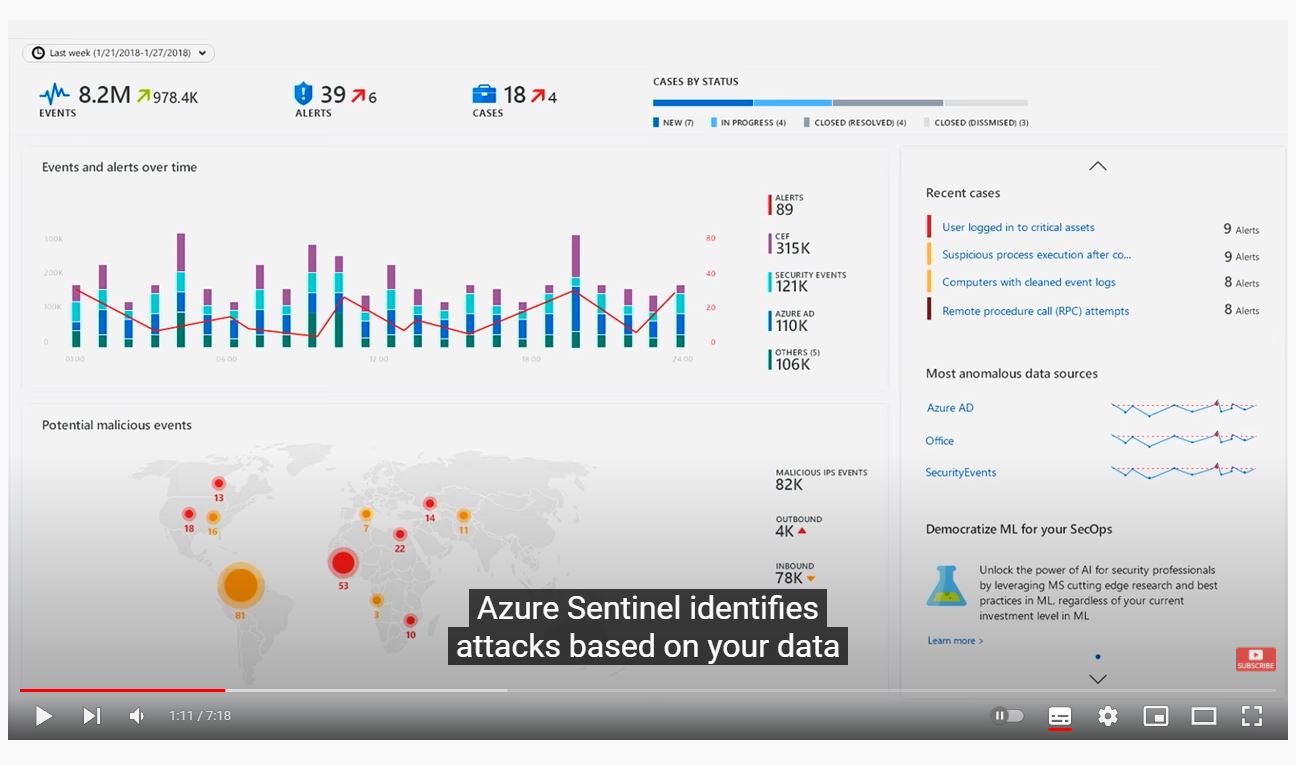 Last week (1/21/2018-1/27/2018)
8.2M 978.4K
EVENTS
39 6
ALERTS
18 4
CASES
CASES BY STATUS
NEW (7) IN PROGRESS (4) CLOSED (RESOLVED) (4) CLOSED (DISSMISED) (3)
Events and alerts over time
100K
200K
100K
0
80
40
20
0
03:00 06:00 12:00 18:00 24:00
ALERTS
89
CEF
315K
SECURITY EVENTS
121K
AZURE AD
110K
OTHERS (5)
106K
Recent cases
User logged in to critical assets 9 Alerts
Suspicious process execution after co... 9 Alerts
Computers with cleaned event logs 8 Alerts
Remote procedure call (RPC) attempts 8 Alerts
Most anomalous data sources
Azure AD
Office
SecurityEvents
Potential malicious events
13
18
16
7
14
11
22
53
81
3
10
MALICIOUS IPS EVENTS
82K
OUTBOUND
4K
INBOUND
78K
Democratize ML for your SecOps
Unlock the power of AI for security professionals
by leveraging MS cutting edge research and best
practices in ML, regardless of your current
investment level in ML
Learn more >
Azure Sentinel identifies
attacks based on your data
SUBSCRIBE
1:11 / 7:18